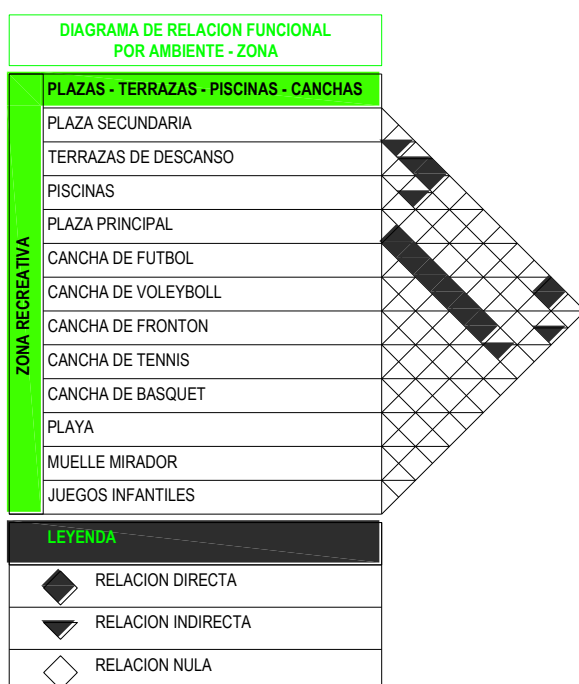 DIAGRAMA DE RELACION FUNCIONAL
POR AMBIENTE - ZONA
PLAZAS - TERRAZAS - PISCINAS - CANCHAS
ZONA RECREATIVA
PLAZA SECUNDARIA
TERRAZAS DE DESCANSO
PISCINAS
PLAZA PRINCIPAL
CANCHA DE FUTBOL
CANCHA DE VOLEYBOLL
CANCHA DE FRONTON
CANCHA DE TENNIS
CANCHA DE BASQUET
PLAYA
MUELLE MIRADOR
JUEGOS INFANTILES
LEYENDA
RELACION DIRECTA
RELACION INDIRECTA
RELACION NULA